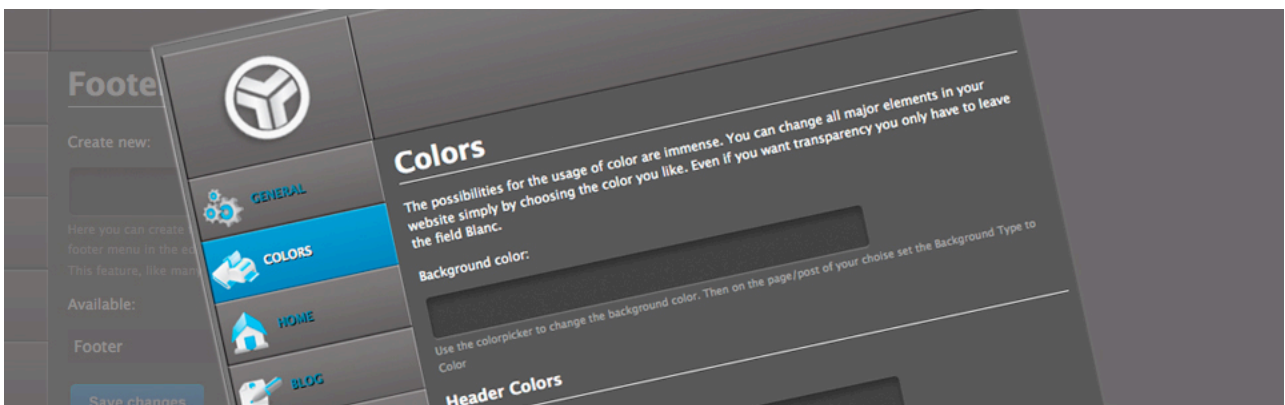 Foote
Create new:
Here you can create
footer menu in the
This feature, like man
Available:
Footer
Save changes
GENERAL
COLORS
HOME
BLOG
Colors
The possibilities for the usage of color are immense. You can change all major elements in your
website simply by choosing the color you like. Even if you want transparency you only have to leave
the field Blanc.
Background color:
Use the colorpicker to change the background color. Then on the page/post of your choise set the Background Type to
Color
Header Colors